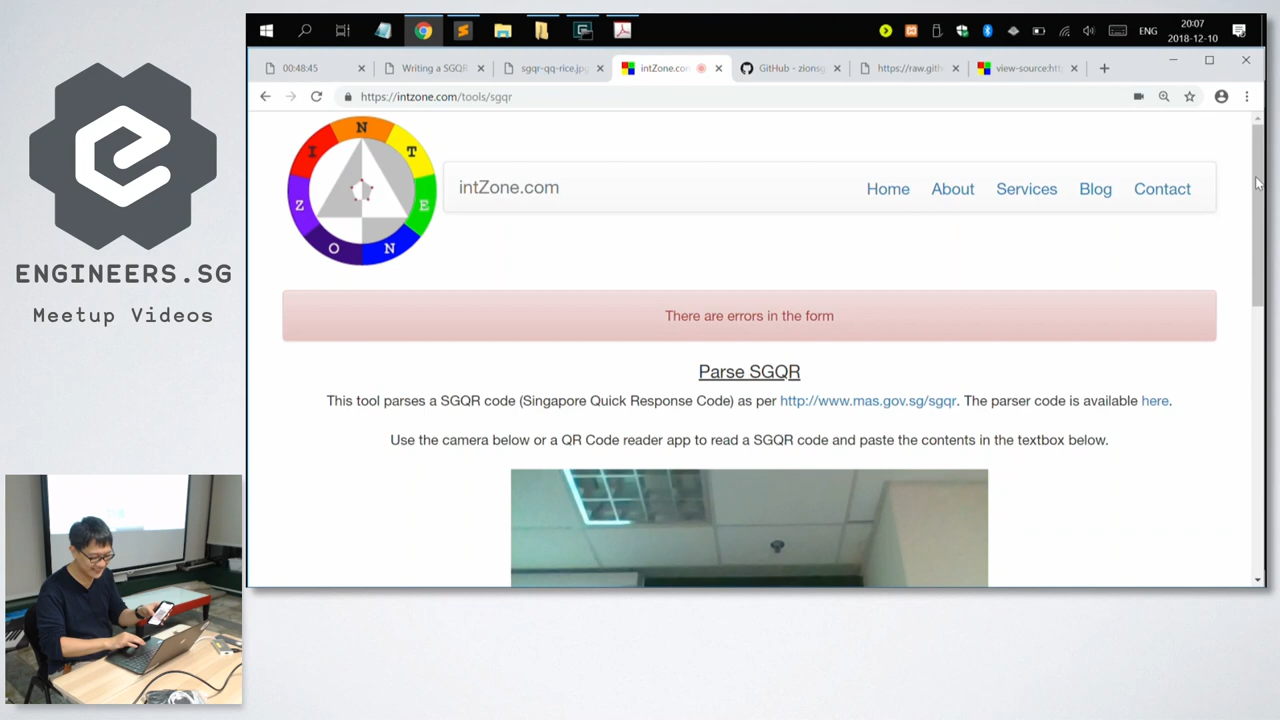 ENGINEERS.SG
Meetup Videos
ENG
20:07
2018-12-10
00:48:45
Writing a SGQR
sgqr-qq-rice.jpg
intZone.com
GitHub - zionsg
https://raw.gith
view-source:htt
https://intzone.com/tools/sgqr
I N T E N O Z
intZone.com
Home
About
Services
Blog
Contact
There are errors in the form
Parse SGQR
This tool parses a SGQR code (Singapore Quick Response Code) as per http://www.mas.gov.sg/sgqr. The parser code is available here.
Use the camera below or a QR Code reader app to read a SGQR code and paste the contents in the textbox below.